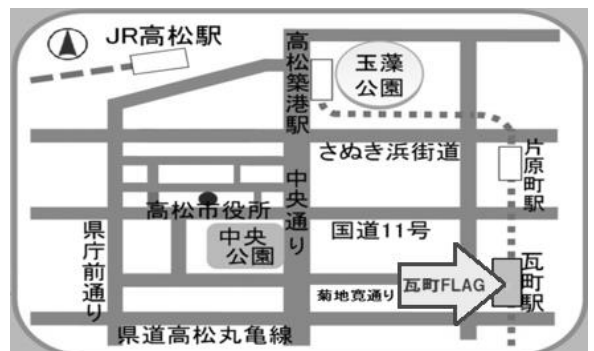 JR高松駅
高松築港駅
玉藻
公園
さぬき浜街道
片原町駅
中央通り
高松市役所
国道11号
県庁前通り
中央
公園
瓦町FLAG
瓦町駅
菊地寛通り
県道高松丸亀線